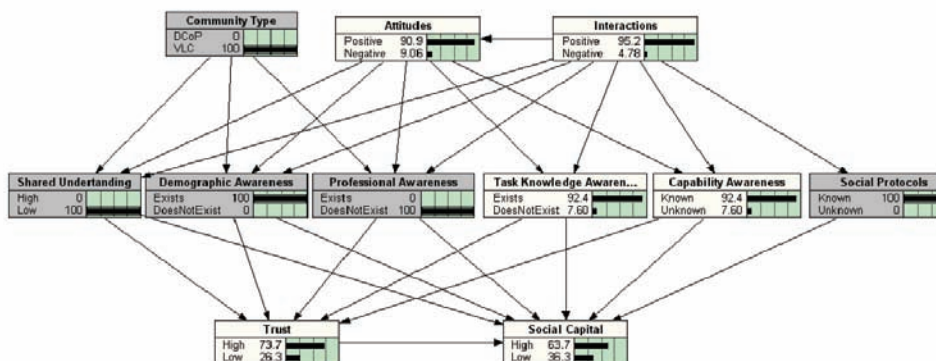 Community Type
DCoP 0
VLC 100
Attitudes
Positive 90.9
Negative 9.06
Interactions
Positive 95.2
Negative 4.78
Shared Undertanding
High 0
Low 100
Demographic Awareness
Exists 100
DoesNotExist 0
Professional Awareness
Exists 0
DoesNotExist 100
Task Knowledge Awaren...
Exists 92.4
DoesNotExist 7.60
Capability Awareness
Known 92.4
Unknown 7.60
Social Protocols
Known 100
Unknown 0
Trust
High 73.7
Low 26.3
Social Capital
High 63.7
Low 36.3